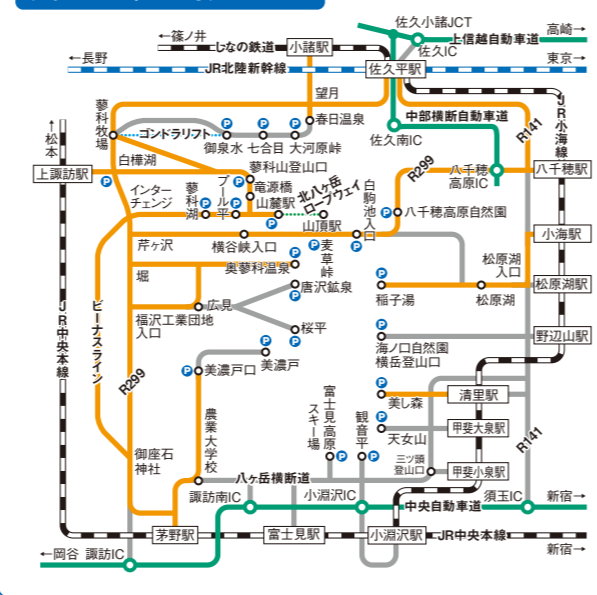 佐久小諸JCT
←篠ノ井
しなの鉄道
小諸駅
上信越自動車道
高崎→
佐久IC
←長野
JR北陸新幹線
佐久平駅
東京→
望月
蓼科牧場
ゴンドラリフト
P
P
P
P
春日温泉
御泉水
七合目
大河原峠
中部横断自動車道
佐久南IC
R141
JR小海線
←松本
白樺湖
蓼科山登山口
上諏訪駅
P
プール平
竜源橋
北八ヶ岳ロープウェイ
白駒池入口
R299
八千穂高原IC
八千穂駅
インターチェンジ
蓼科湖
P
P
山麓駅
P
山頂駅
P
八千穂高原自然園
小海駅
芹ヶ沢
横谷峡入口
P
麦草峠
P
松原湖入口
堀
奥蓼科温泉
P
唐沢鉱泉
P
P
稲子湯
松原湖
松原湖駅
JR中央本線
ビーナスライン
広見
福沢工業団地入口
桜平
P
P
海ノ口自然園
横岳登山口
野辺山駅
P
美濃戸
R299
P
美濃戸口
P
美し森
清里駅
農業大学校
富士見高原スキー場
観音平
P
天女山
甲斐大泉駅
R141
御座石神社
P
P
三ツ頭登山口
甲斐小泉駅
八ヶ岳横断道
諏訪南IC
小淵沢IC
須玉IC
新宿→
中央自動車道
茅野駅
富士見駅
小淵沢駅
JR中央本線
←岡谷
諏訪IC
新宿→